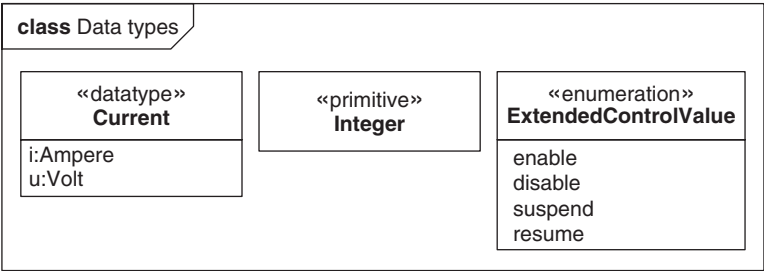 class Data types
«datatype»
Current
i:Ampere
u:Volt
«primitive»
Integer
«enumeration»
ExtendedControlValue
enable
disable
suspend
resume